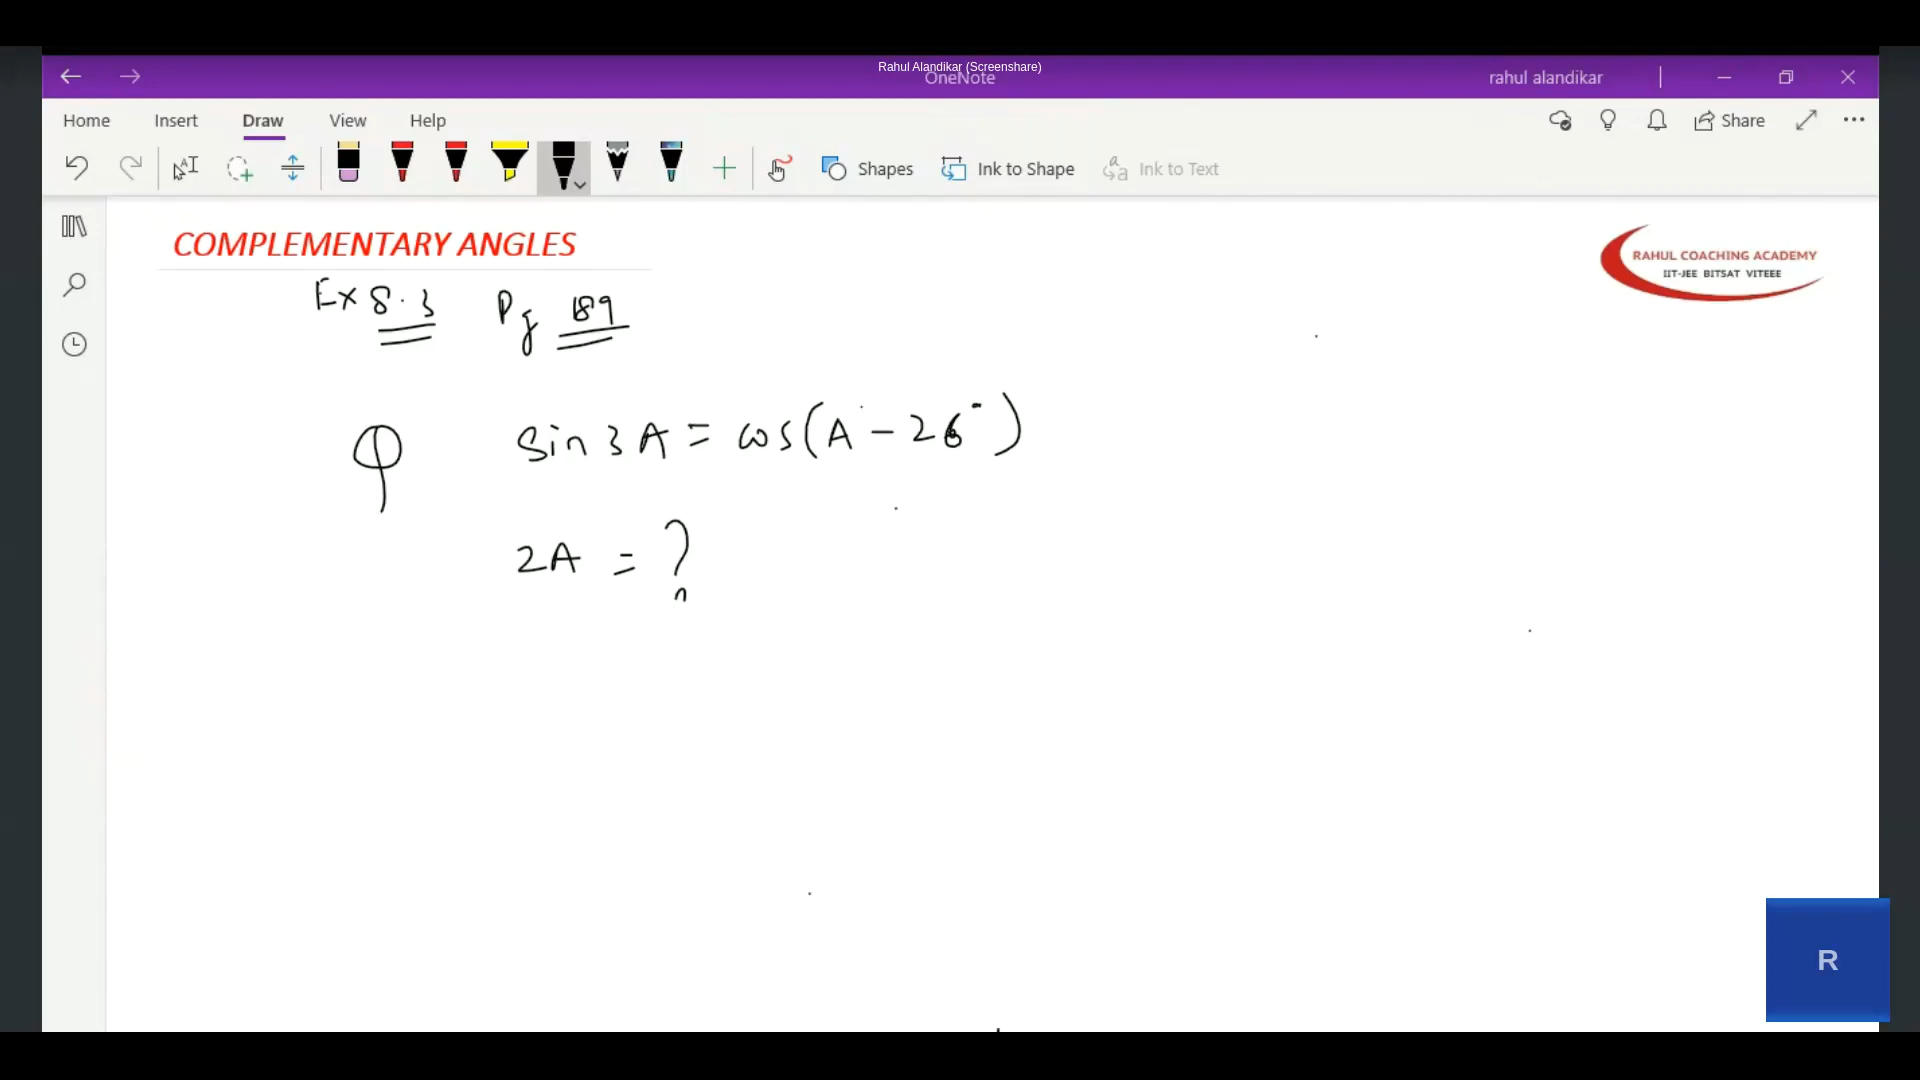 Rahul Alandikar (Screenshare)
OneNote
rahul alandikar
Home Insert Draw View Help
Share
Shapes Ink to Shape Ink to Text
COMPLEMENTARY ANGLES
RAHUL COACHING ACADEMY
IIT-JEE BITSAT VITEEE
Ex 8.3 Pg 189
Q sin 3A = cos(A - 26°)
2A = ?
R